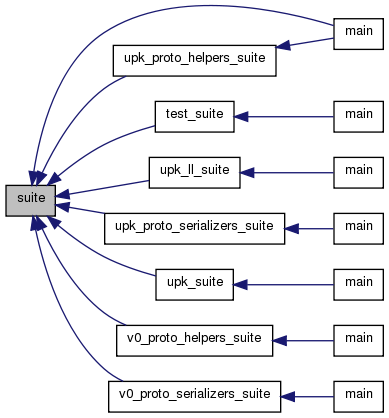 main
upk_proto_helpers_suite
test_suite
main
upk_ll_suite
main
suite
upk_proto_serializers_suite
main
upk_suite
main
v0_proto_helpers_suite
main
v0_proto_serializers_suite
main